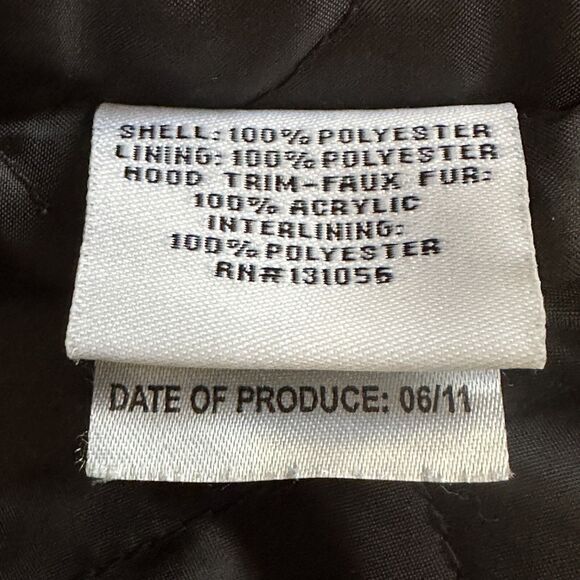 SHELL: 100% POLYESTER
LINING: 100% POLYESTER
HOOD TRIM-FAUX FUR:
100% ACRYLIC
INTERLINING:
100% POLYESTER
RN#131056
DATE OF PRODUCE: 06/11